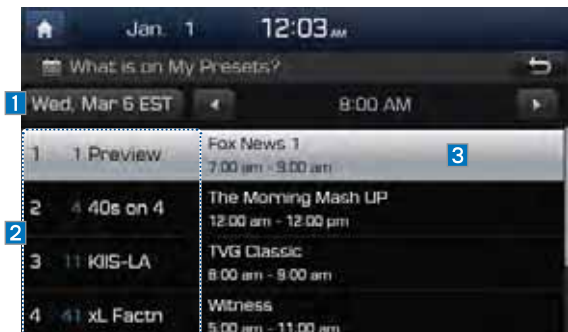 Jan. 1 12:03 AM
What is on My Presets?
1 Wed, Mar 6 EST 8:00 AM
1 1 Preview Fox News 1 3
7:00 am - 9:00 am
2 4 40s on 4 The Morning Mash UP
12:00 am - 12:00 pm
2
3 11 KIIS-LA TVG Classic
8:00 am - 9:00 am
4 41 xL Factn Witness
5:00 am - 11:00 am